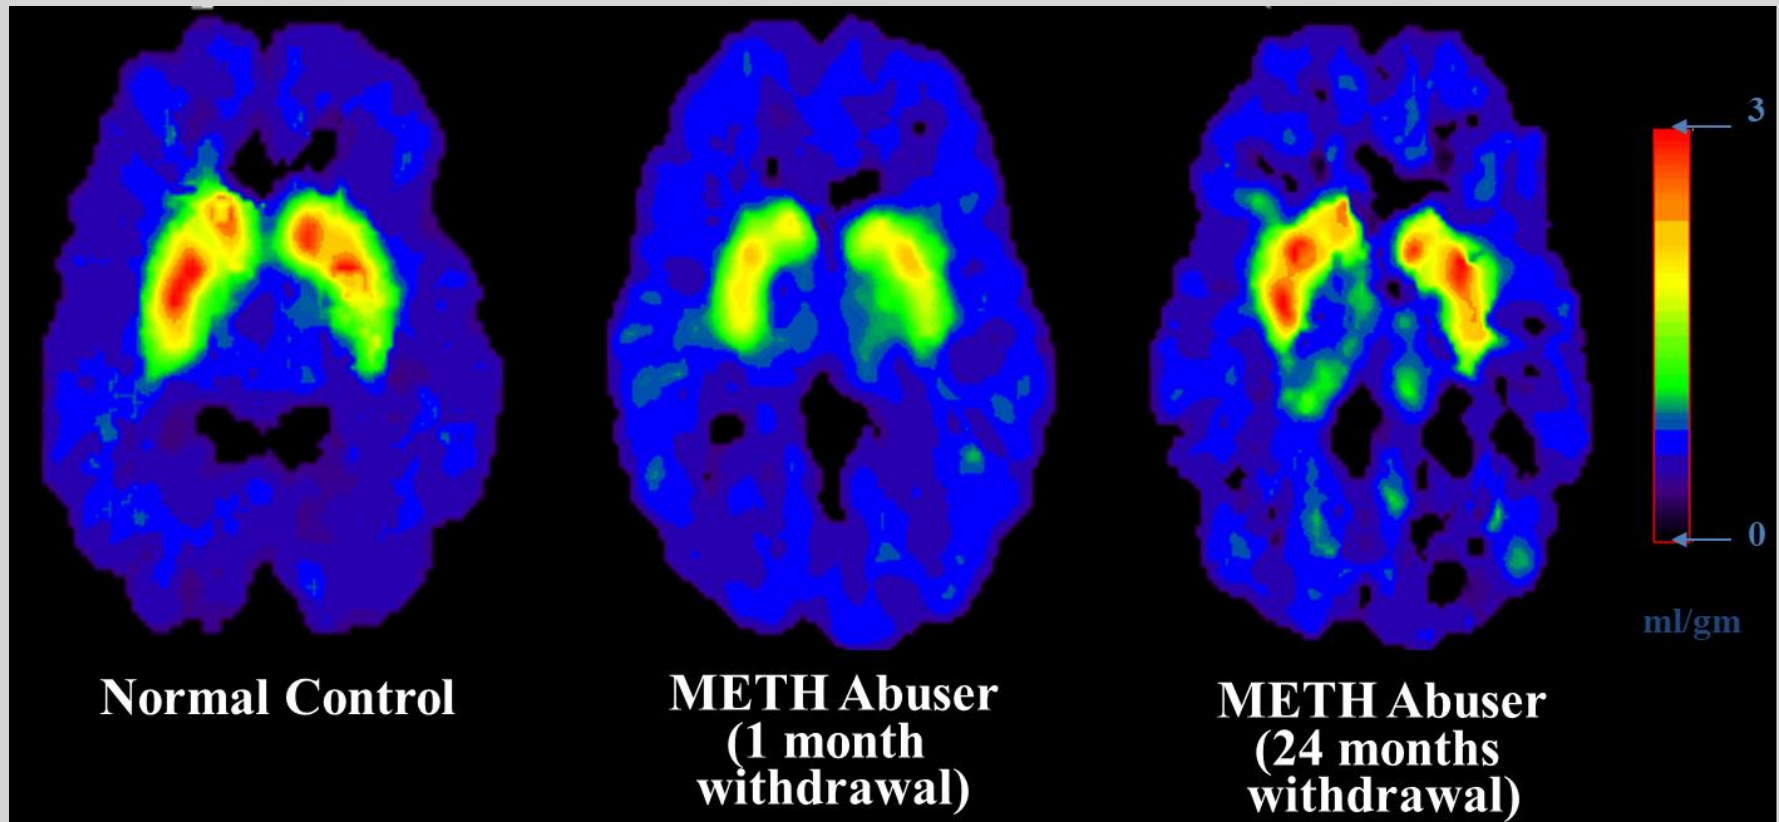 3
0
ml/gm
Normal Control
METH Abuser
(1 month
withdrawal)
METH Abuser
(24 months
withdrawal)